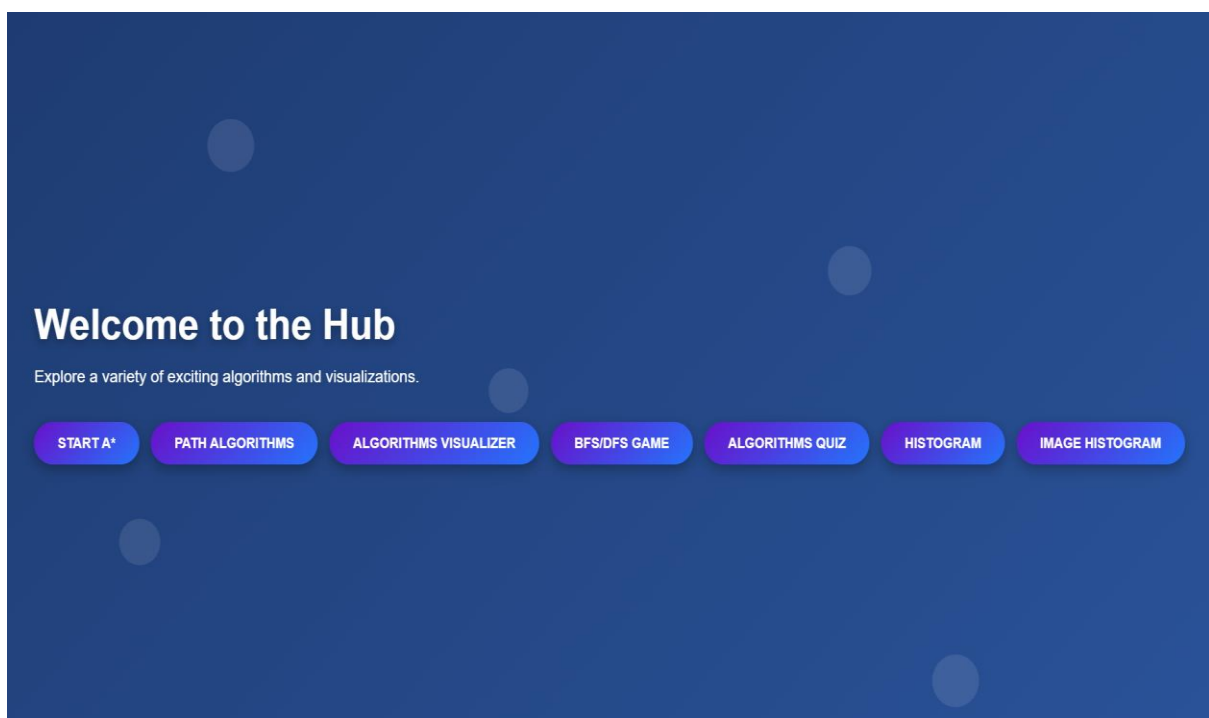 Welcome to the Hub
Explore a variety of exciting algorithms and visualizations.
START A* PATH ALGORITHMS ALGORITHMS VISUALIZER BFS/DFS GAME ALGORITHMS QUIZ HISTOGRAM IMAGE HISTOGRAM